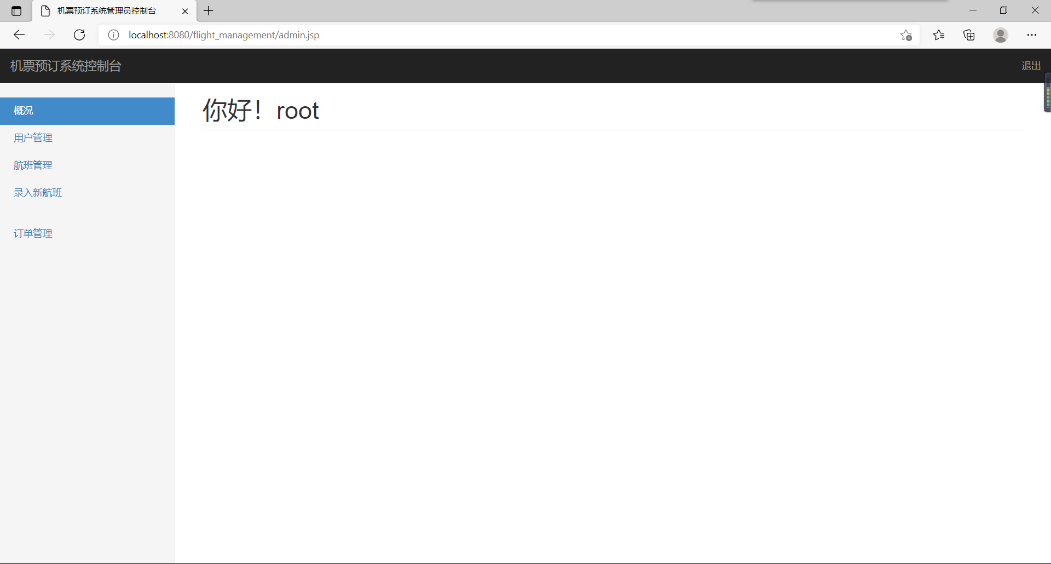 机票预订系统管理员控制台
localhost:8080/flight_management/admin.jsp
机票预订系统控制台
退出
概况
你好！root
用户管理
航班管理
录入新航班
订单管理